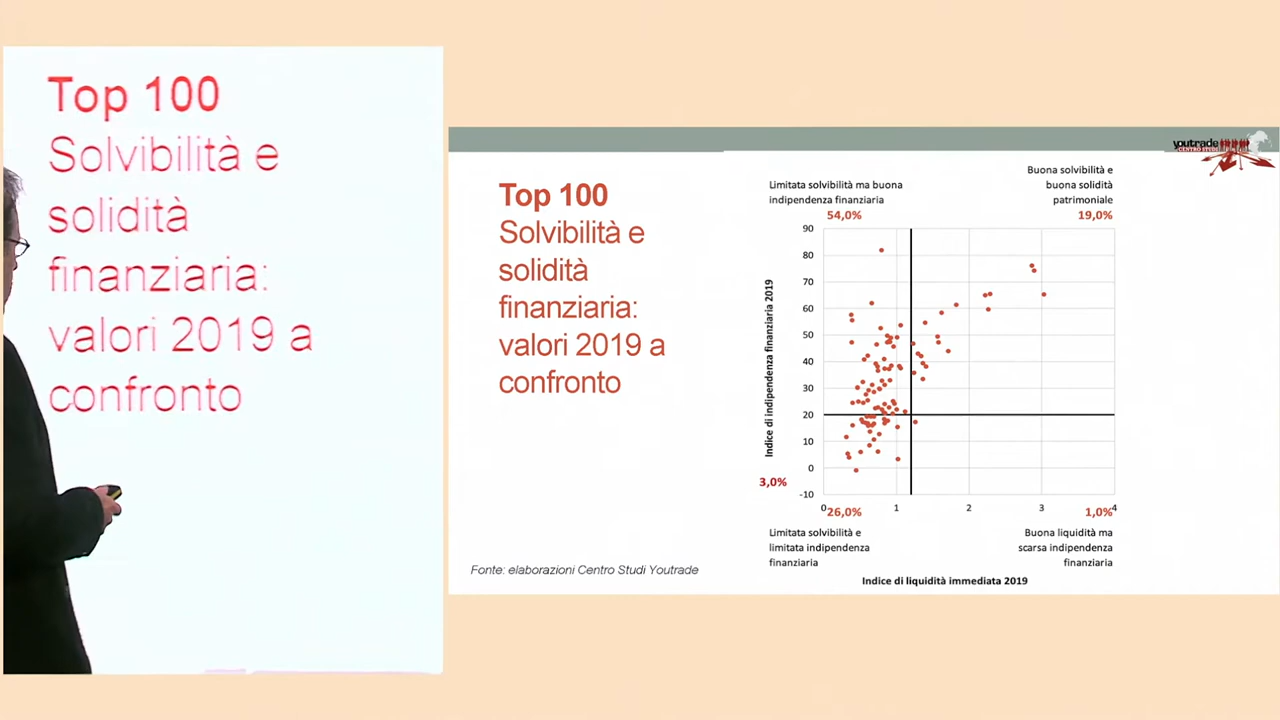 Top 100
Solvibilità e
solidità
finanziaria:
valori 2019 a
confronto
youtrade
CENTRO STUDI
Top 100
Solvibilità e
solidità
finanziaria:
valori 2019 a
confronto
Fonte: elaborazioni Centro Studi Youtrade
Limitata solvibilità ma buona
indipendenza finanziaria
54,0%
Buona solvibilità e
buona solidità
patrimoniale
19,0%
Indice di indipendenza finanziaria 2019
90
80
70
60
50
40
30
20
10
0
-10
3,0%
0
1
2
3
4
26,0%
1,0%
Limitata solvibilità e
limitata indipendenza
finanziaria
Buona liquidità ma
scarsa indipendenza
finanziaria
Indice di liquidità immediata 2019